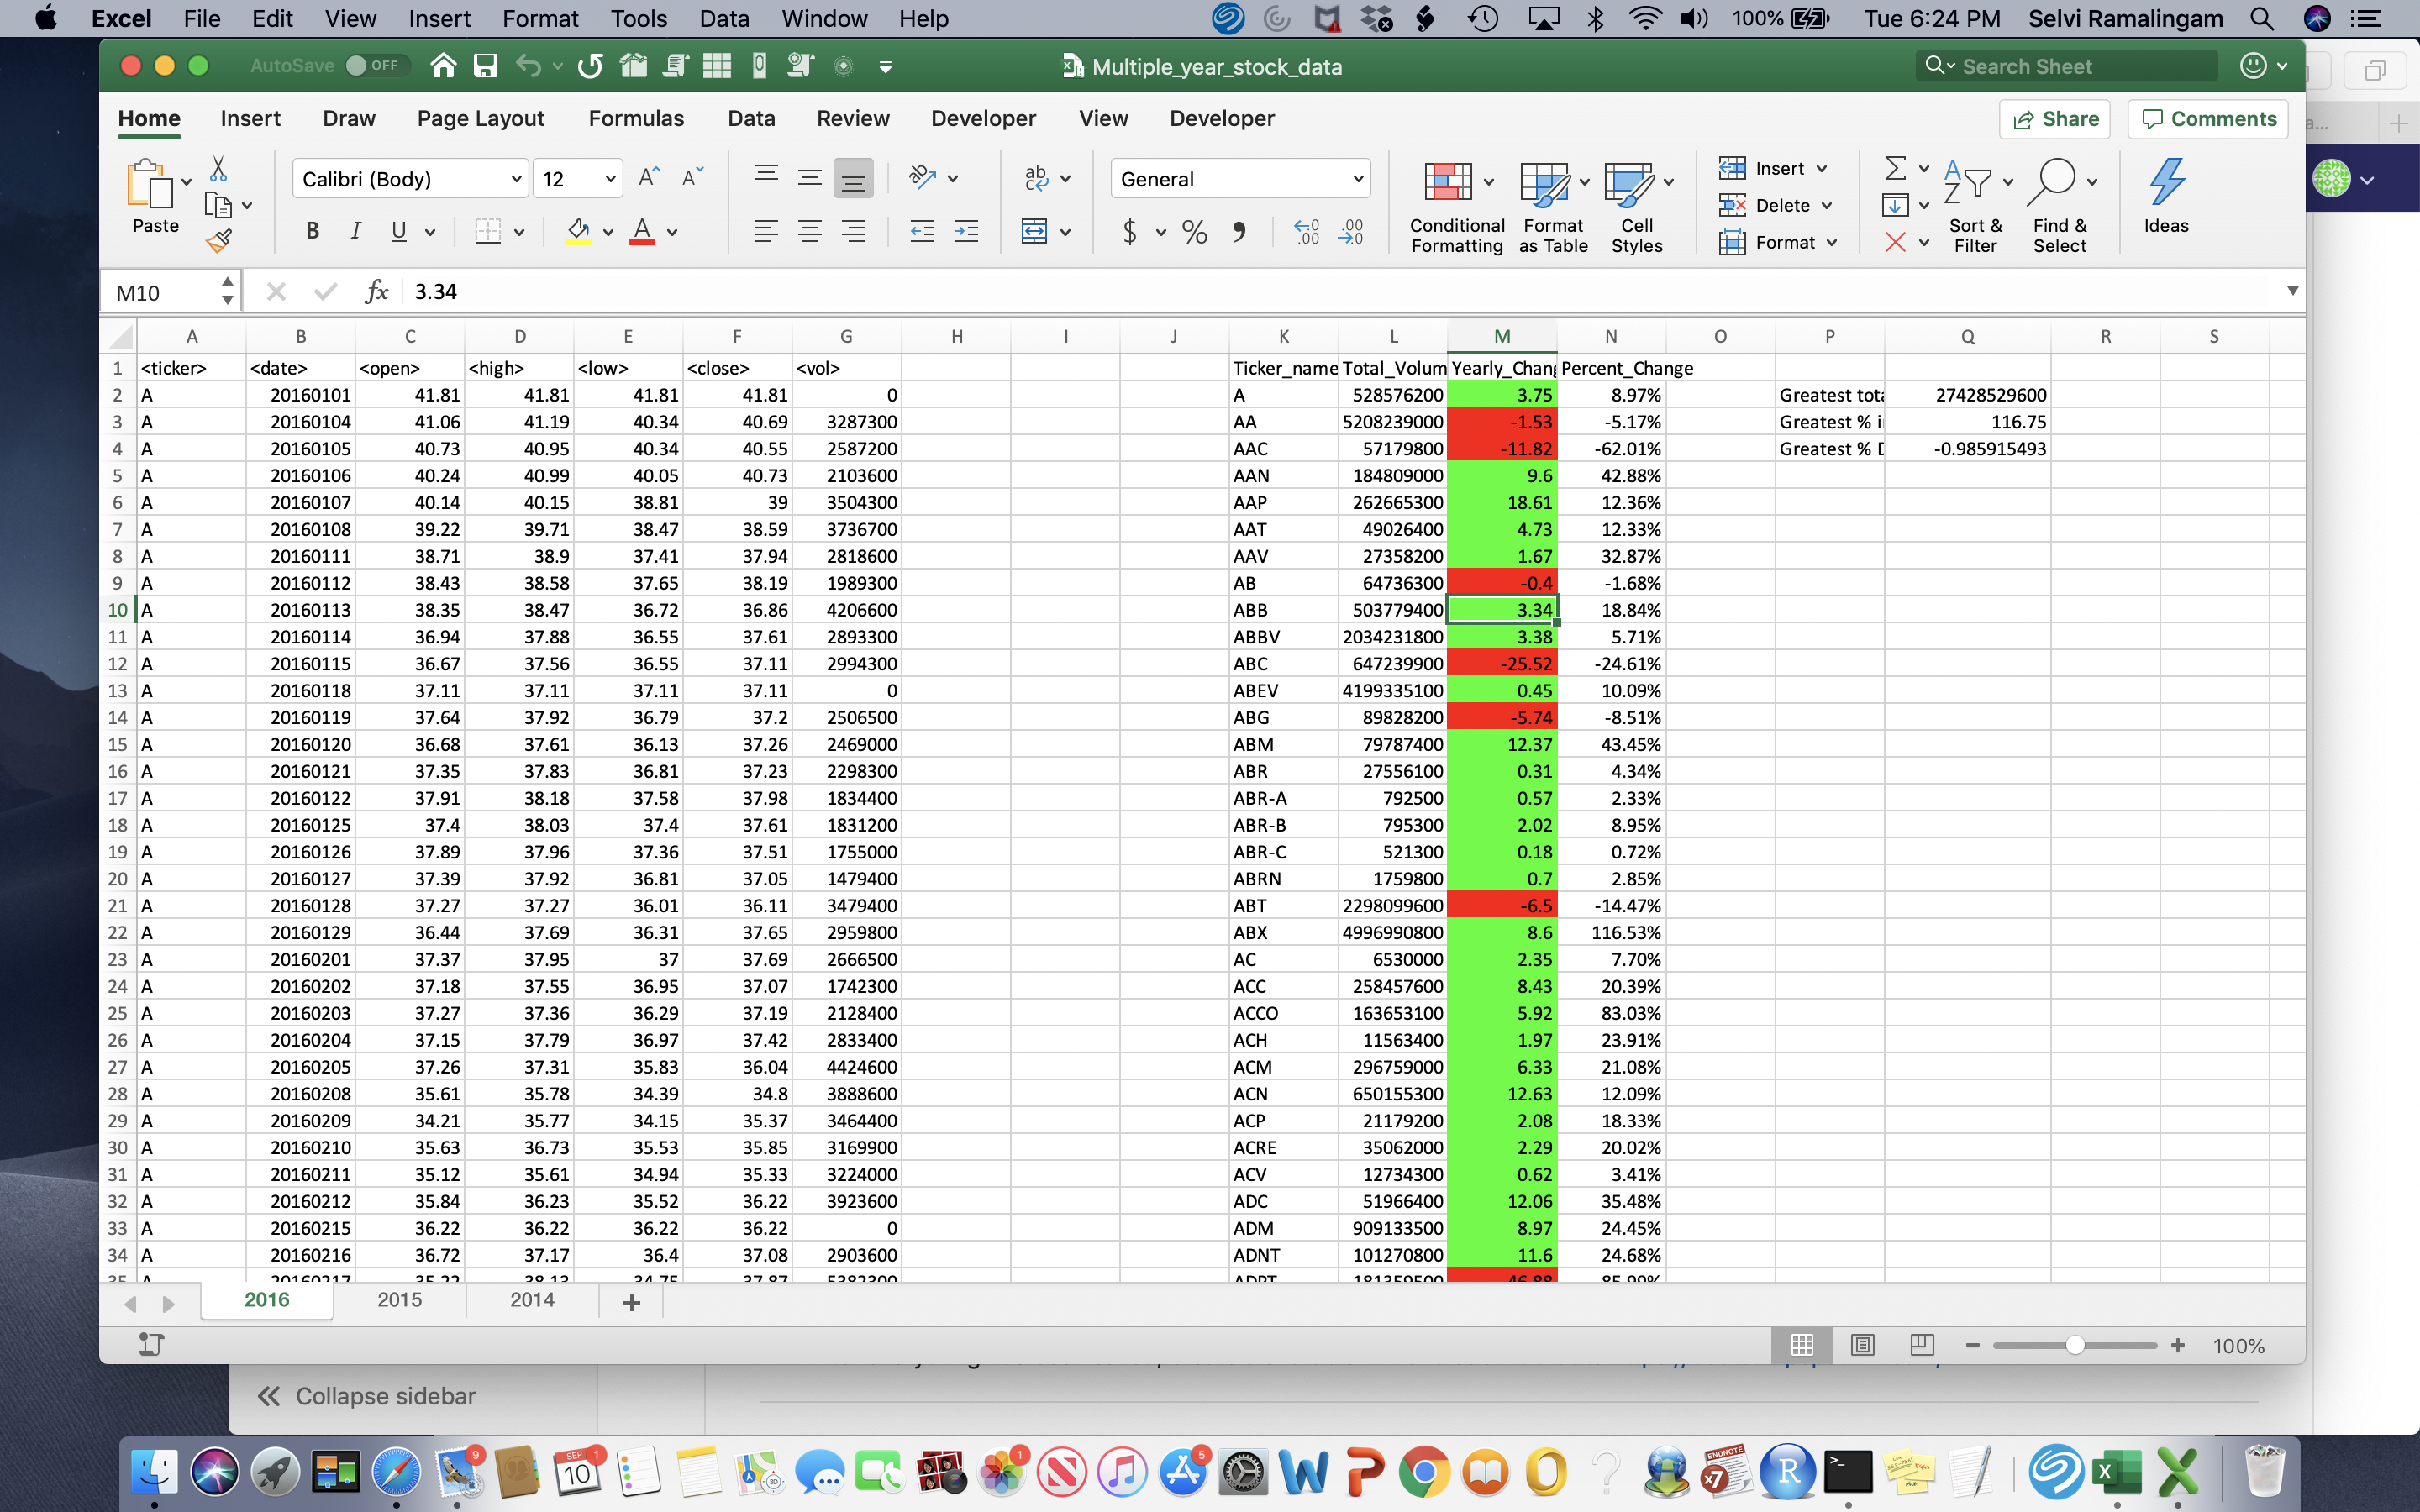 Excel File Edit View Insert Format Tools Data Window Help 100% Tue 6:24 PM Selvi Ramalingam
AutoSave OFF Multiple_year_stock_data Search Sheet
Home Insert Draw Page Layout Formulas Data Review Developer View Developer Share Comments
Paste Calibri (Body) 12 General Conditional Formatting Format as Table Cell Styles Insert Delete Format Sort & Filter Find & Select Ideas
M10 fx 3.34
A B C D E F G H I J K L M N O P Q R S
1 <ticker> <date> <open> <high> <low> <close> <vol> Ticker_name Total_Volum Yearly_Chang Percent_Change
2 A 20160101 41.81 41.81 41.81 41.81 0 A 528576200 3.75 8.97% Greatest tota 27428529600
3 A 20160104 41.06 41.19 40.34 40.69 3287300 AA 5208239000 -1.53 -5.17% Greatest % i 116.75
4 A 20160105 40.73 40.95 40.34 40.55 2587200 AAC 57179800 -11.82 -62.01% Greatest % D -0.985915493
5 A 20160106 40.24 40.99 40.05 40.73 2103600 AAN 184809000 9.6 42.88%
6 A 20160107 40.14 40.15 38.81 39 3504300 AAP 262665300 18.61 12.36%
7 A 20160108 39.22 39.71 38.47 38.59 3736700 AAT 49026400 4.73 12.33%
8 A 20160111 38.71 38.9 37.41 37.94 2818600 AAV 27358200 1.67 32.87%
9 A 20160112 38.43 38.58 37.65 38.19 1989300 AB 64736300 -0.4 -1.68%
10 A 20160113 38.35 38.47 36.72 36.86 4206600 ABB 503779400 3.34 18.84%
11 A 20160114 36.94 37.88 36.55 37.61 2893300 ABBV 2034231800 3.38 5.71%
12 A 20160115 36.67 37.56 36.55 37.11 2994300 ABC 647239900 -25.52 -24.61%
13 A 20160118 37.11 37.11 37.11 37.11 0 ABEV 4199335100 0.45 10.09%
14 A 20160119 37.64 37.92 36.79 37.2 2506500 ABG 89828200 -5.74 -8.51%
15 A 20160120 36.68 37.61 36.13 37.26 2469000 ABM 79787400 12.37 43.45%
16 A 20160121 37.35 37.83 36.81 37.23 2298300 ABR 27556100 0.31 4.34%
17 A 20160122 37.91 38.18 37.58 37.98 1834400 ABR-A 792500 0.57 2.33%
18 A 20160125 37.4 38.03 37.4 37.61 1831200 ABR-B 795300 2.02 8.95%
19 A 20160126 37.89 37.96 37.36 37.51 1755000 ABR-C 521300 0.18 0.72%
20 A 20160127 37.39 37.92 36.81 37.05 1479400 ABRN 1759800 0.7 2.85%
21 A 20160128 37.27 37.27 36.01 36.11 3479400 ABT 2298099600 -6.5 -14.47%
22 A 20160129 36.44 37.69 36.31 37.65 2959800 ABX 4996990800 8.6 116.53%
23 A 20160201 37.37 37.95 37 37.69 2666500 AC 6530000 2.35 7.70%
24 A 20160202 37.18 37.55 36.95 37.07 1742300 ACC 258457600 8.43 20.39%
25 A 20160203 37.27 37.36 36.29 37.19 2128400 ACCO 163653100 5.92 83.03%
26 A 20160204 37.15 37.79 36.97 37.42 2833400 ACH 11563400 1.97 23.91%
27 A 20160205 37.26 37.31 35.83 36.04 4424600 ACM 296759000 6.33 21.08%
28 A 20160208 35.61 35.78 34.39 34.8 3888600 ACN 650155300 12.63 12.09%
29 A 20160209 34.21 35.77 34.15 35.37 3464400 ACP 21179200 2.08 18.33%
30 A 20160210 35.63 36.73 35.53 35.85 3169900 ACRE 35062000 2.29 20.02%
31 A 20160211 35.12 35.61 34.94 35.33 3224000 ACV 12734300 0.62 3.41%
32 A 20160212 35.84 36.23 35.52 36.22 3923600 ADC 51966400 12.06 35.48%
33 A 20160215 36.22 36.22 36.22 36.22 0 ADM 909133500 8.97 24.45%
34 A 20160216 36.72 37.17 36.4 37.08 2903600 ADNT 101270800 11.6 24.68%
2016 2015 2014 +
100%
Collapse sidebar
9 SEP 10 1 1 5 ENDNOTE X7 R